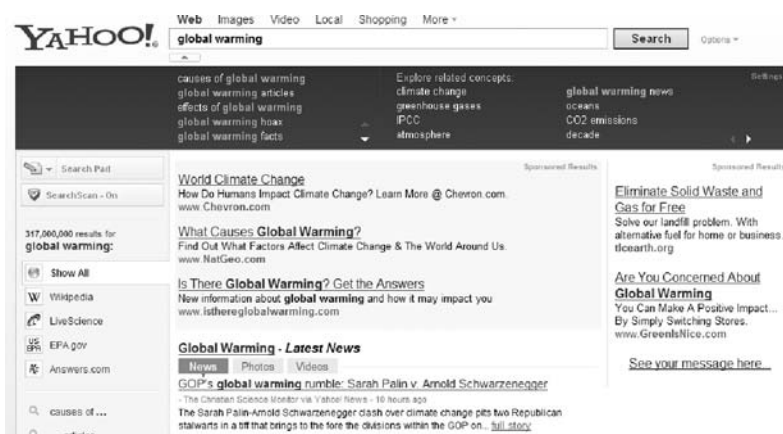 YAHOO!
Web Images Video Local Shopping More
global warming
Search
Options
causes of global warming
global warming articles
effects of global warming
global warming hoax
global warming facts
Explore related concepts:
climate change
greenhouse gases
IPCC
atmosphere
global warming news
oceans
CO2 emissions
decade
Settings
Search Pad
SearchScan - On
317,000,000 results for
global warming:
Show All
W Wikipedia
LiveScience
US EPA EPA.gov
Answers.com
causes of ...
Sponsored Results
World Climate Change
How Do Humans Impact Climate Change? Learn More @ Chevron.com.
www.Chevron.com
What Causes Global Warming?
Find Out What Factors Affect Climate Change & The World Around Us.
www.NatGeo.com
Is There Global Warming? Get the Answers
New information about global warming and how it may impact you
www.isthereglobalwarming.com
Global Warming - Latest News
News Photos Videos
GOP's global warming rumble: Sarah Palin v. Arnold Schwarzenegger
- The Christian Science Monitor via Yahoo! News - 10 hours ago
The Sarah Palin-Arnold Schwarzenegger clash over climate change pits two Republican
stalwarts in a tiff that brings to the fore the divisions within the GOP on... full story
Sponsored Results
Eliminate Solid Waste and
Gas for Free
Solve our landfill problem. With
alternative fuel for home or business.
tlcearth.org
Are You Concerned About
Global Warming
You Can Make A Positive Impact...
By Simply Switching Stores.
www.GreenIsNice.com
See your message here...